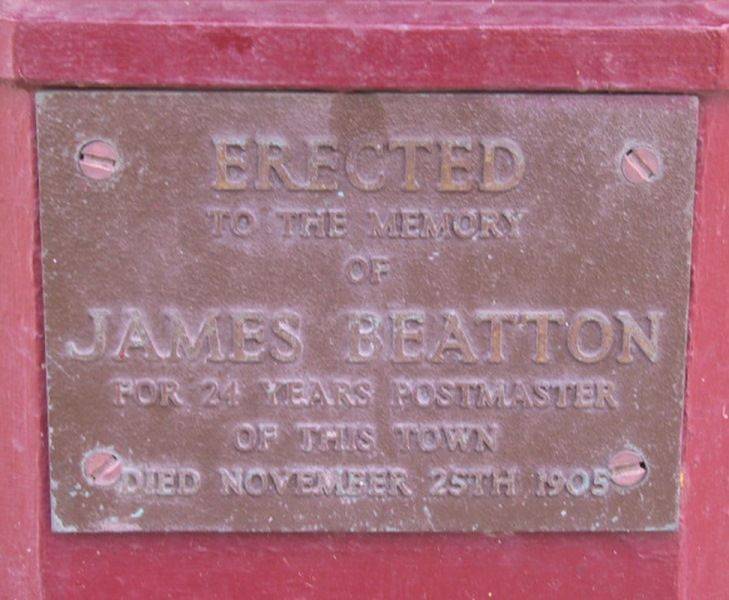 ERECTED
TO THE MEMORY
OF
JAMES BEATTON
FOR 24 YEARS POSTMASTER
OF THIS TOWN
DIED NOVEMBER 25TH 1905